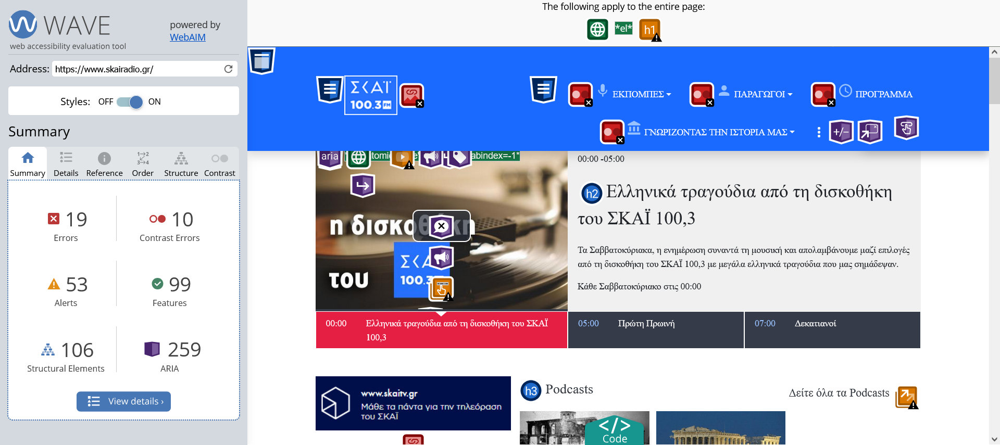 WAVE
powered by
WebAIM
web accessibility evaluation tool
Address: https://www.skairadio.gr/
Styles: OFF ON
Summary
Summary Details Reference Order Structure Contrast
19
Errors
10
Contrast Errors
53
Alerts
99
Features
106
Structural Elements
259
ARIA
View details ›
The following apply to the entire page:
*el* h1
ΣΚΑΪ
100.3 FM
ΕΚΠΟΜΠΕΣ ΠΑΡΑΓΩΓΟΙ ΠΡΟΓΡΑΜΜΑ
ΓΝΩΡΙΖΟΝΤΑΣ ΤΗΝ ΙΣΤΟΡΙΑ ΜΑΣ
+/−
aria tomic abindex=-1*
η δισκοθήκη
του
ΣΚΑΪ
100.3
00:00 -05:00
h2 Ελληνικά τραγούδια από τη δισκοθήκη
του ΣΚΑΪ 100,3
Τα Σαββατοκύριακα, η ενημέρωση συναντά τη μουσική και απολαμβάνουμε μαζί επιλογές
από τη δισκοθήκη του ΣΚΑΪ 100,3 με μεγάλα ελληνικά τραγούδια που μας σημάδεψαν.
Κάθε Σαββατοκύριακο στις 00:00
00:00 Ελληνικά τραγούδια από τη δισκοθήκη του ΣΚΑΪ
100,3
05:00 Πρώτη Πρωινή
07:00 Δεκατιανοί
www.skaitv.gr
Μάθε τα πάντα για την τηλεόραση
του ΣΚΑΪ
h3 Podcasts
Δείτε όλα τα Podcasts
</>
Code